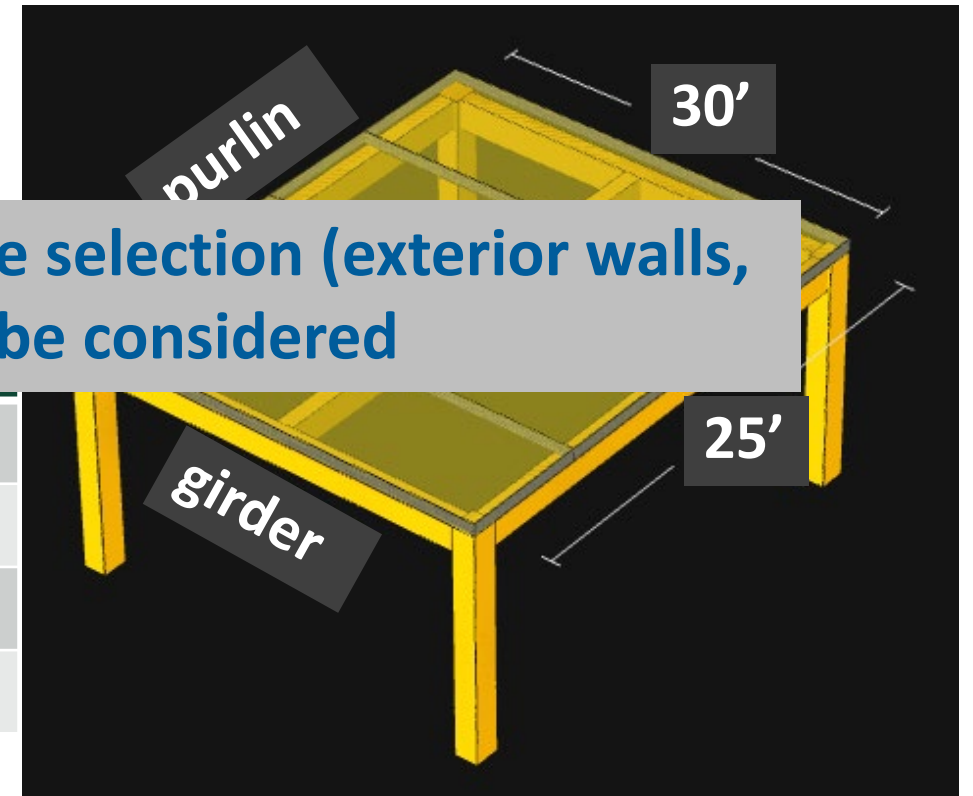 30’
purlin
selection (exterior walls,
be considered
25’
girder